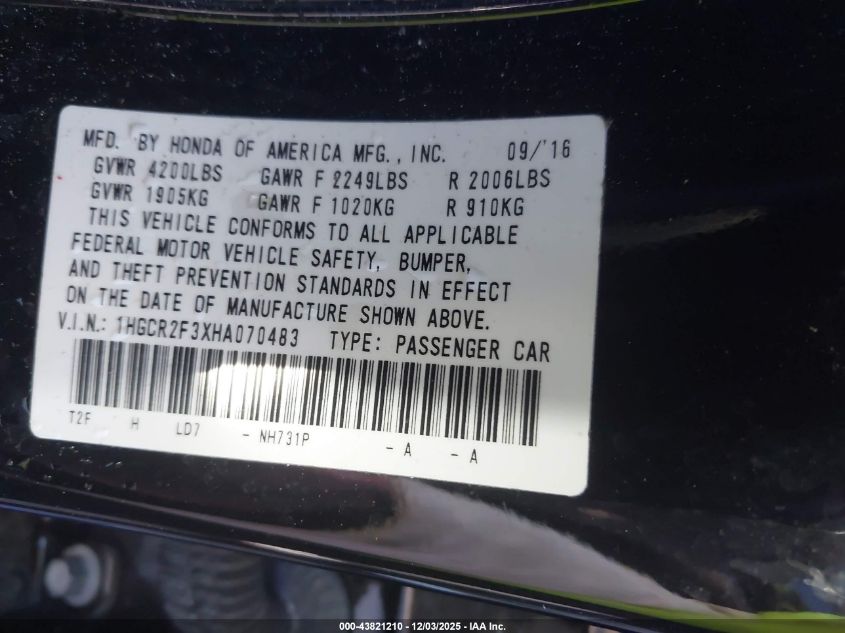 MFD. BY HONDA OF AMERICA MFG., INC. 09/'16
GVWR 4200LBS GAWR F 2249LBS R 2006LBS
GVWR 1905KG GAWR F 1020KG R 910KG
THIS VEHICLE CONFORMS TO ALL APPLICABLE
FEDERAL MOTOR VEHICLE SAFETY, BUMPER,
AND THEFT PREVENTION STANDARDS IN EFFECT
ON THE DATE OF MANUFACTURE SHOWN ABOVE.
V.I.N.: 1HGCR2F3XHA070483 TYPE: PASSENGER CAR
T2F H LD7 - NH731P - A - A
000-43821210 - 12/03/2025 - IAA Inc.